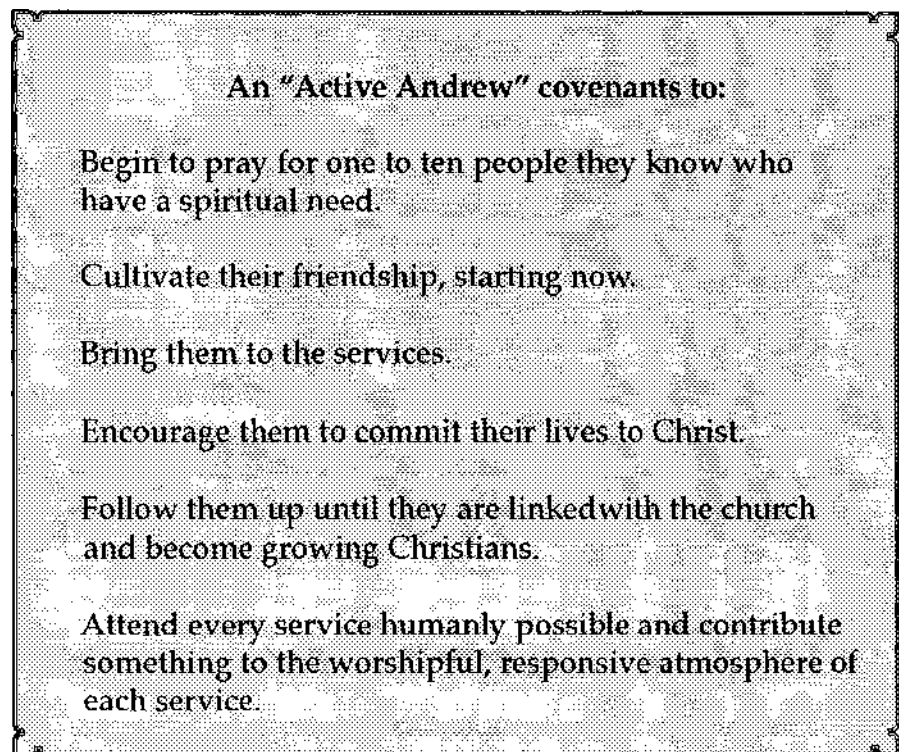 An "Active Andrew" covenants to:
Begin to pray for one to ten people they know who
have a spiritual need.
Cultivate their friendship, starting now.
Bring them to the services.
Encourage them to commit their lives to Christ.
Follow them up until they are linkedwith the church
and become growing Christians.
Attend every service humanly possible and contribute
something to the worshipful, responsive atmosphere of
each service.